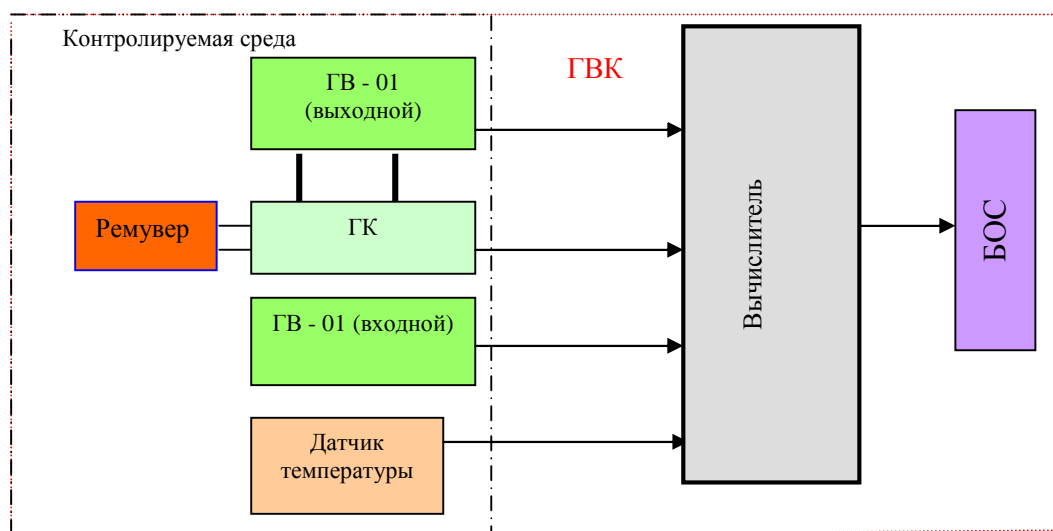 Контролируемая среда
ГВ - 01
(выходной)
ГВК
Ремувер
ГК
ГВ - 01 (входной)
Датчик
температуры
Вычислитель
БОС